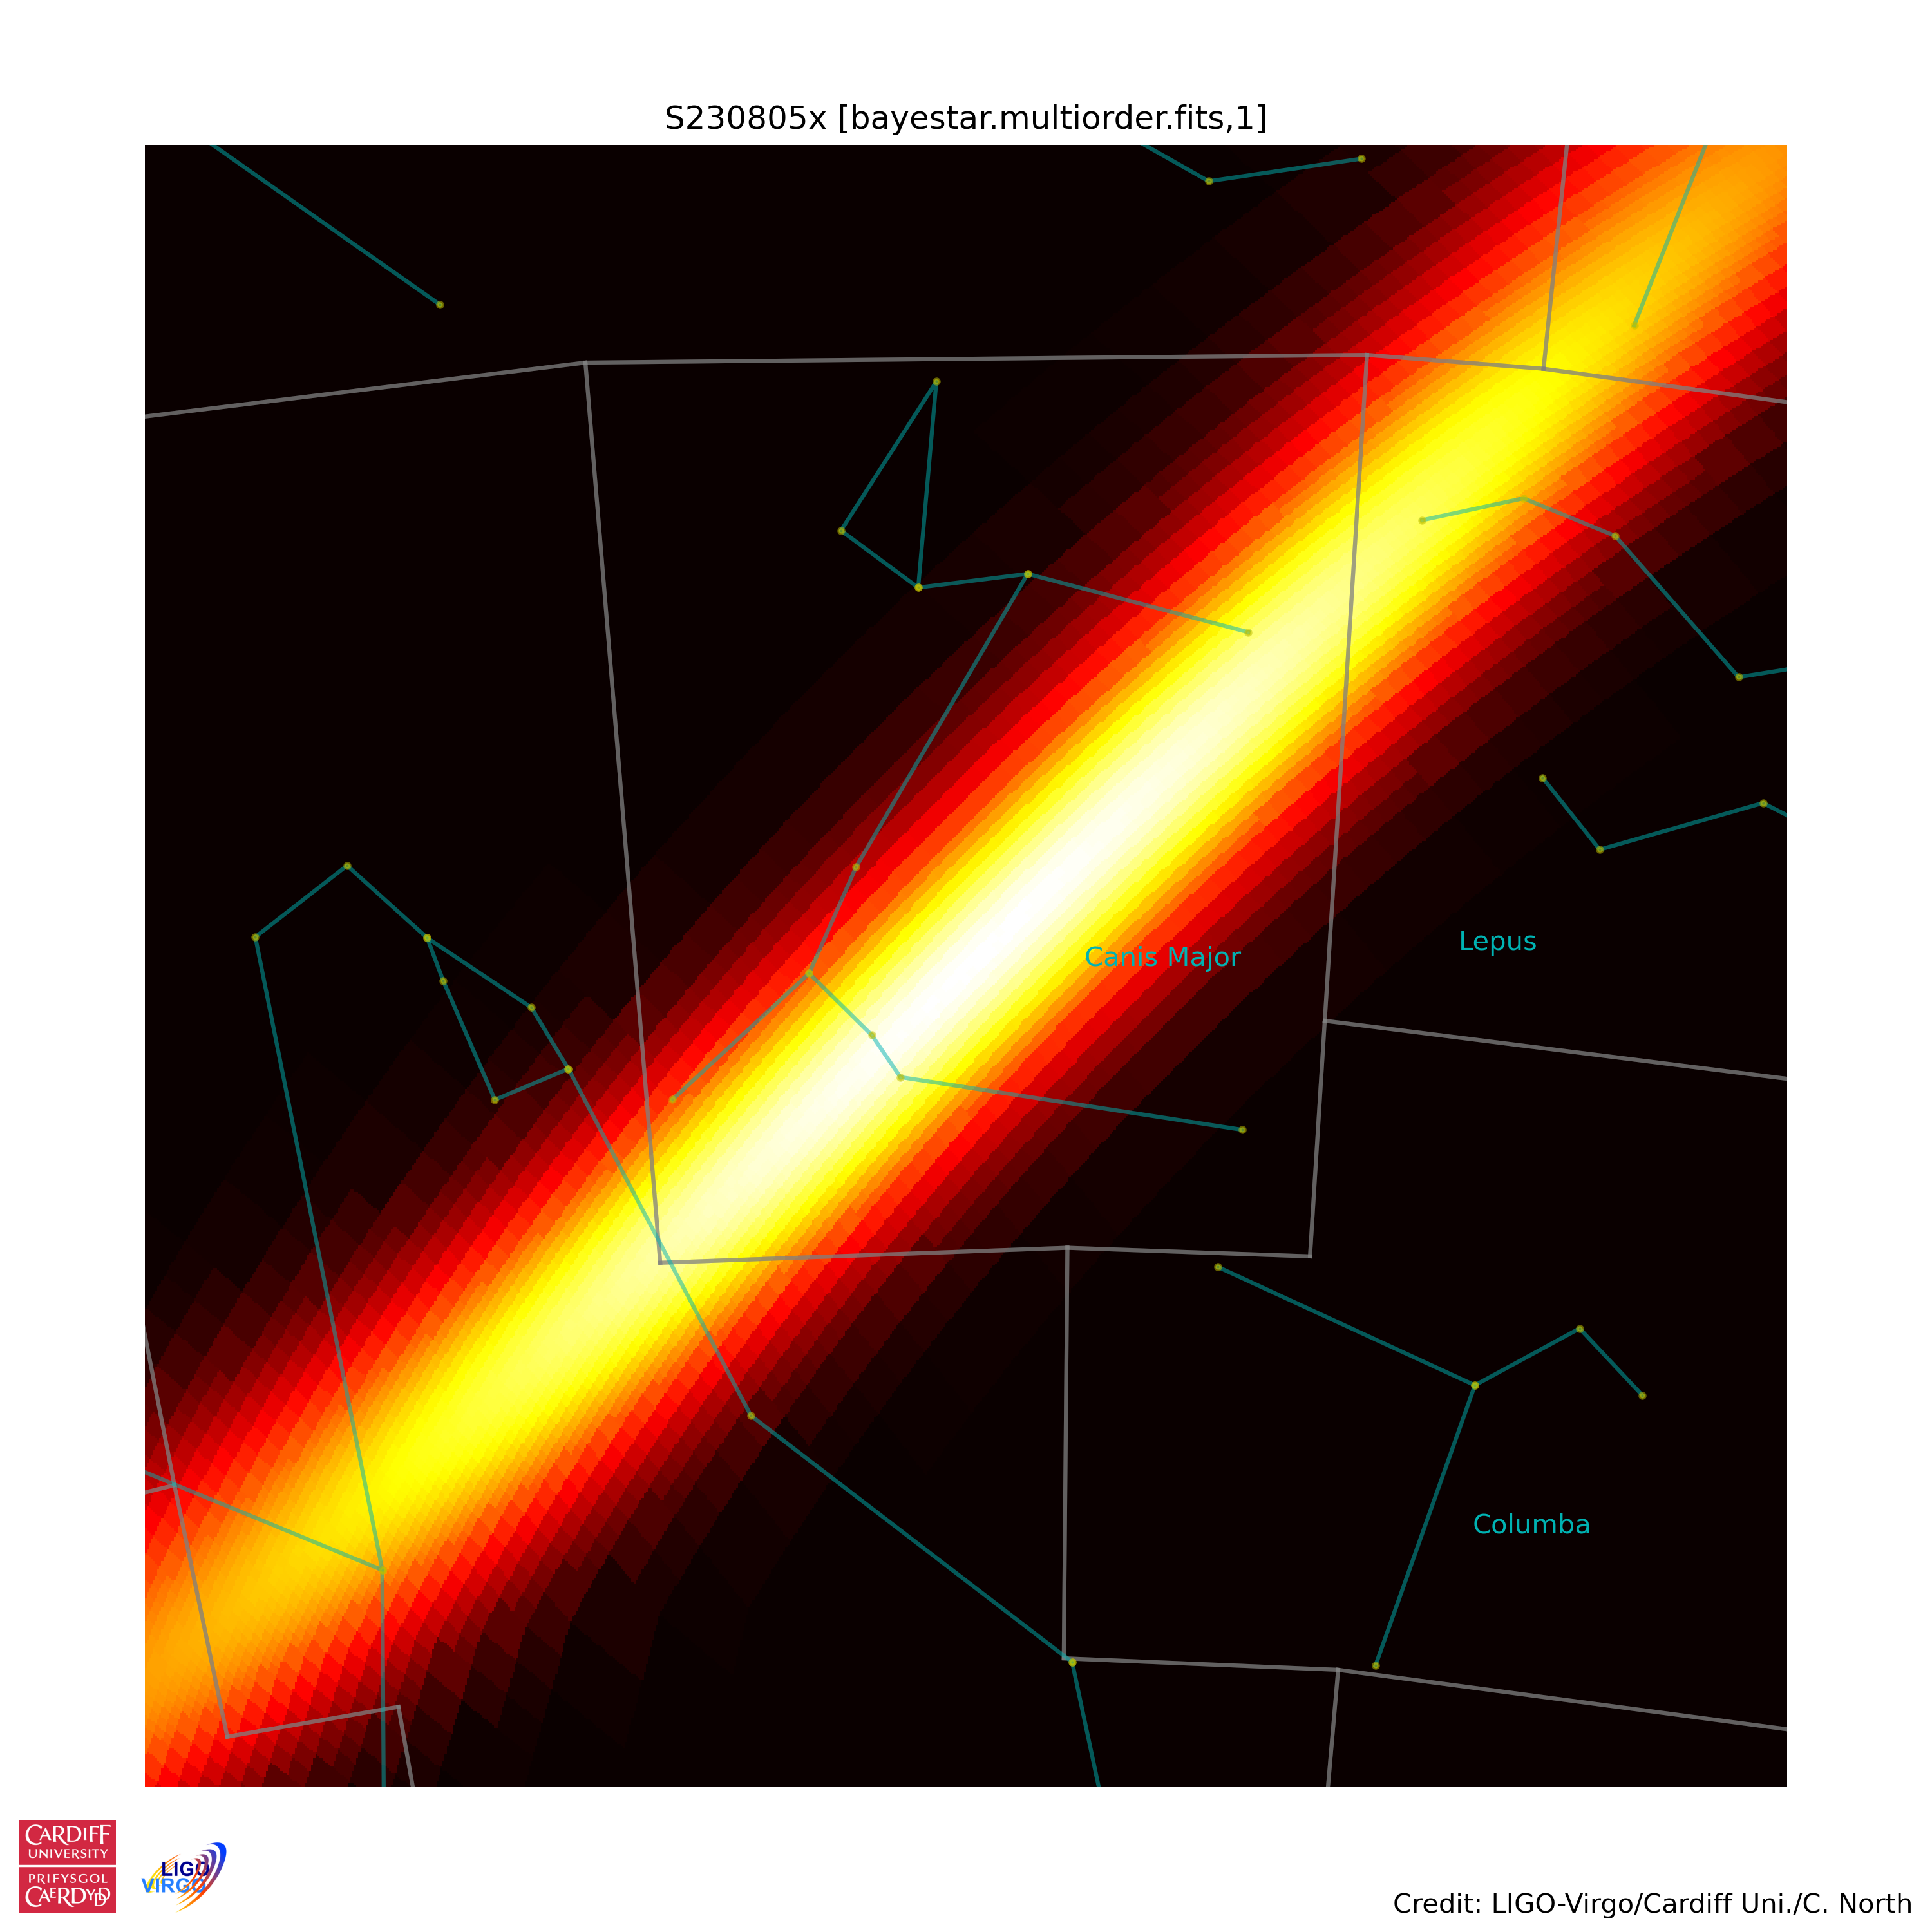 S230805x [bayestar.multiorder.fits,1]
Canis Major
Lepus
Columba
CARDIFF
UNIVERSITY
PRIFYSGOL
CAERDYDD
LIGO
VIRGO
Credit: LIGO-Virgo/Cardiff Uni./C. North